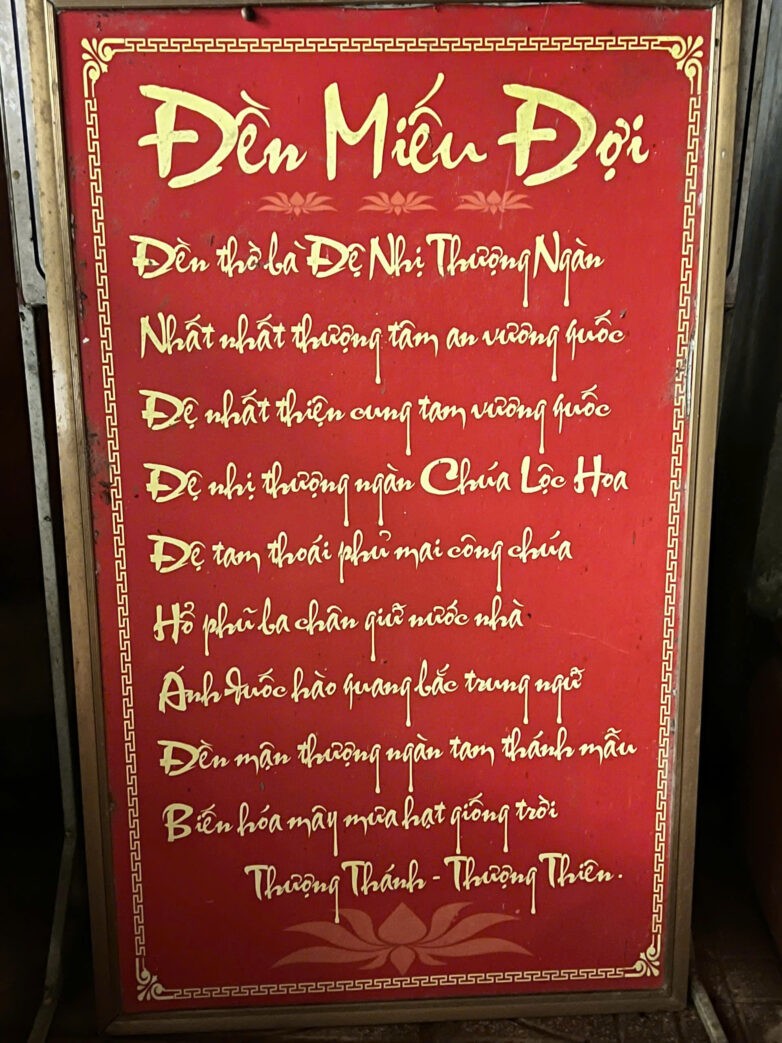 Đền Miếu Đợi
Đền thờ bà Đệ Nhị Thượng Ngàn
Nhất nhất thượng tâm an vương quốc
Đệ nhất thiện cung tam vương quốc
Đệ nhị thượng ngàn Chúa Lộc Hoa
Đệ tam thoái phủ mai công chúa
Hổ phũ ba chân giữ nước nhà
Ánh đuốc hào quang bắc trung ngữ
Đền mận thượng ngàn tam thánh mẫu
Biến hóa mây mưa hạt giống trời
Thượng Thánh - Thượng Thiên.